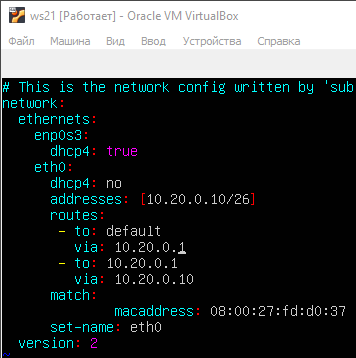 ws21 [Работает] - Oracle VM VirtualBox
Файл Машина Вид Ввод Устройства Справка
# This is the network config written by 'sub
network:
  ethernets:
    enp0s3:
      dhcp4: true
    eth0:
      dhcp4: no
      addresses: [10.20.0.10/26]
      routes:
       - to: default
         via: 10.20.0.1
       - to: 10.20.0.1
         via: 10.20.0.10
      match:
              macaddress: 08:00:27:fd:d0:37
      set-name: eth0
  version: 2
~